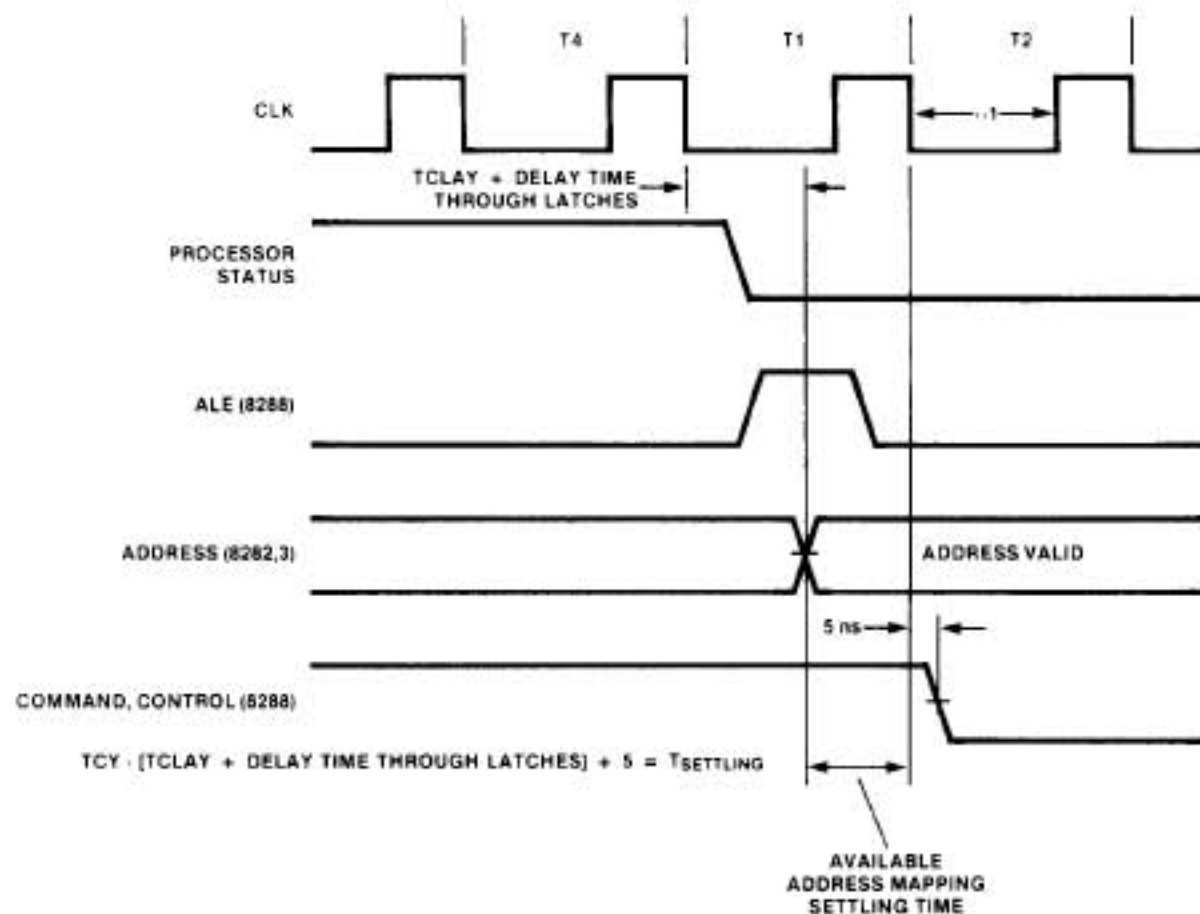 T4
T1
T2
CLK
TCLAY + DELAY TIME
THROUGH LATCHES
PROCESSOR
STATUS
ALE (8288)
ADDRESS (8282,3)
ADDRESS VALID
5 ns
COMMAND, CONTROL (8288)
TCY - [TCLAY + DELAY TIME THROUGH LATCHES] + 5 = TSETTLING
AVAILABLE
ADDRESS MAPPING
SETTLING TIME